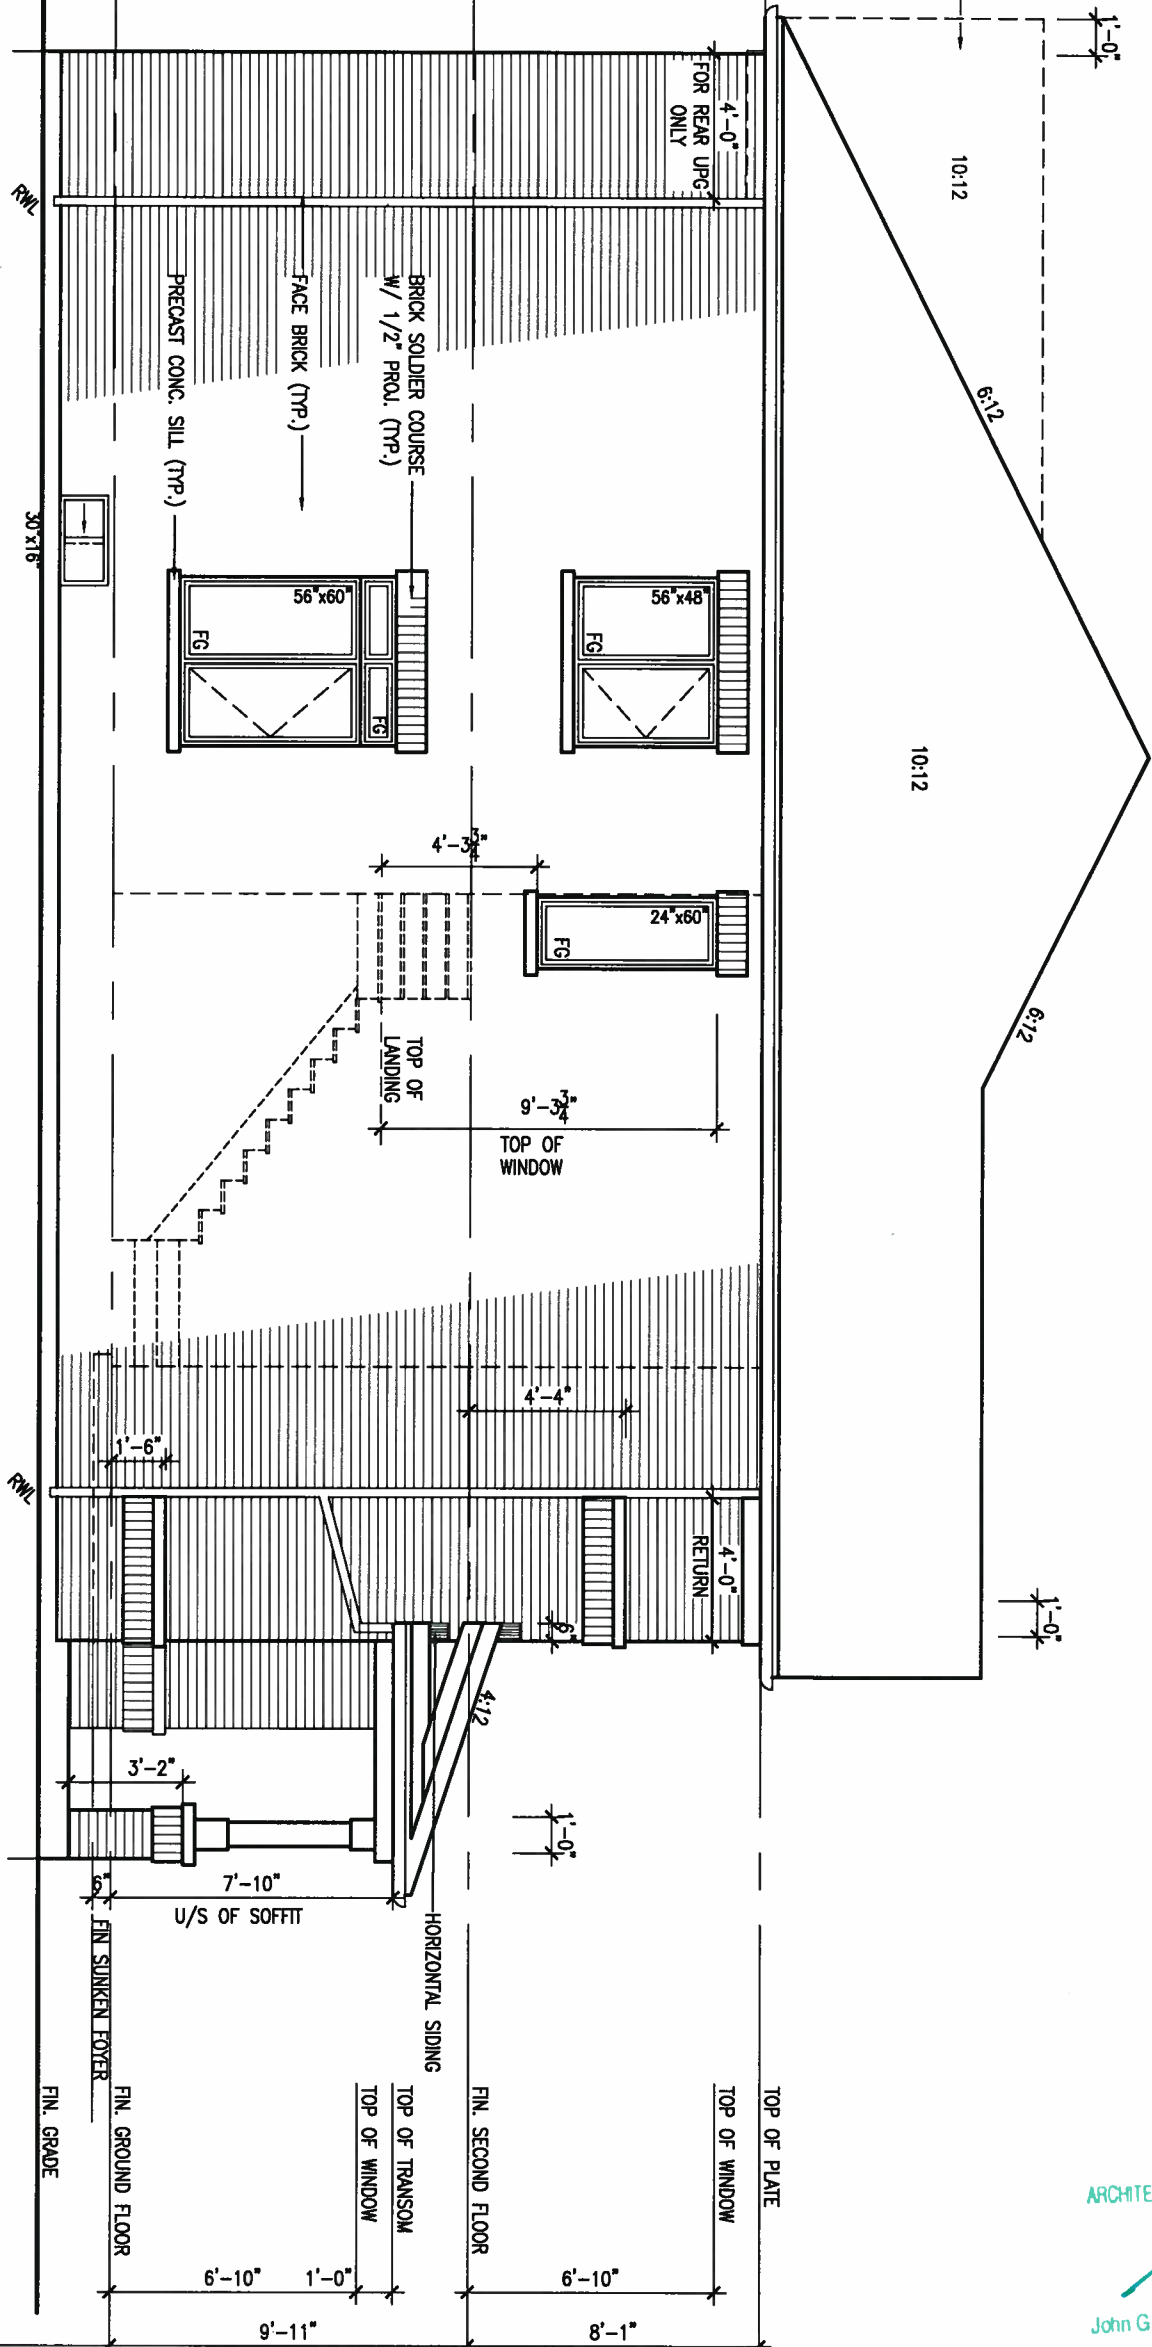 1'-0"
10:12
6:12
10:12
6:12
1'-0"
4'-0"
FOR REAR UPG
ONLY
RWL
BRICK SOLDIER COURSE
W/ 1/2" PROJ. (TYP.)
FACE BRICK (TYP.)
PRECAST CONC. SILL (TYP.)
30"x16"
56"x48"
FG
56"x60"
FG
FG
24"x60"
FG
4'-3 3/4"
TOP OF
LANDING
9'-3 3/4"
TOP OF
WINDOW
4'-4"
1'-6"
RWL
4'-0"
RETURN
6"
4:12
1'-0"
3'-2"
6"
7'-10"
U/S OF SOFFIT
HORIZONTAL SIDING
FIN SUNKEN FOYER
TOP OF PLATE
TOP OF WINDOW
FIN. SECOND FLOOR
TOP OF TRANSOM
TOP OF WINDOW
FIN. GROUND FLOOR
FIN. GRADE
6'-10"
1'-0"
6'-10"
9'-11"
8'-1"
ARCHITE
John G